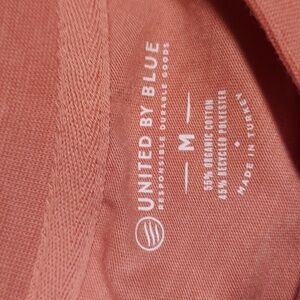 UNITED BY BLUE
RESPONSIBLE DURABLE GOODS
M
55% ORGANIC COTTON
45% RECYCLED POLYESTER
MADE IN TURKEY